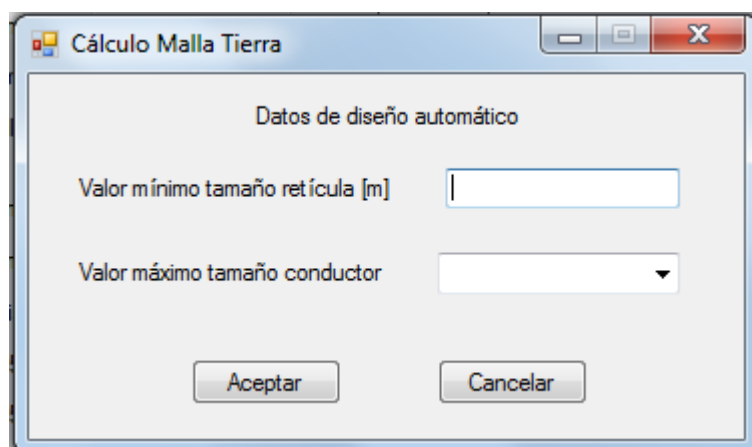 Cálculo Malla Tierra
Datos de diseño automático
Valor mínimo tamaño retícula [m]
Valor máximo tamaño conductor
Aceptar Cancelar